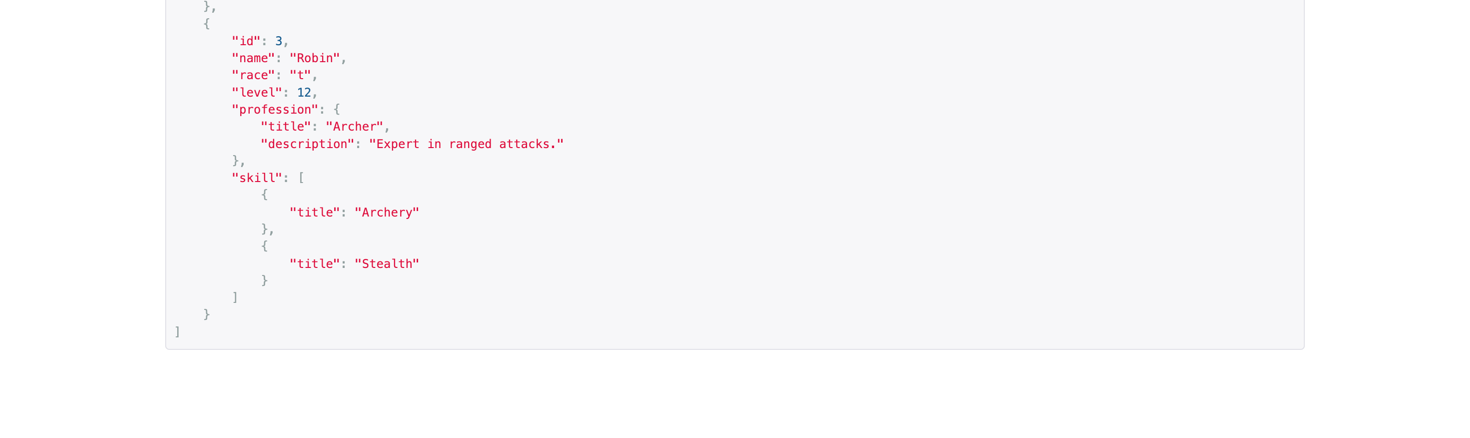 },
    {
        "id": 3,
        "name": "Robin",
        "race": "t",
        "level": 12,
        "profession": {
            "title": "Archer",
            "description": "Expert in ranged attacks."
        },
        "skill": [
            {
                "title": "Archery"
            },
            {
                "title": "Stealth"
            }
        ]
    }
]